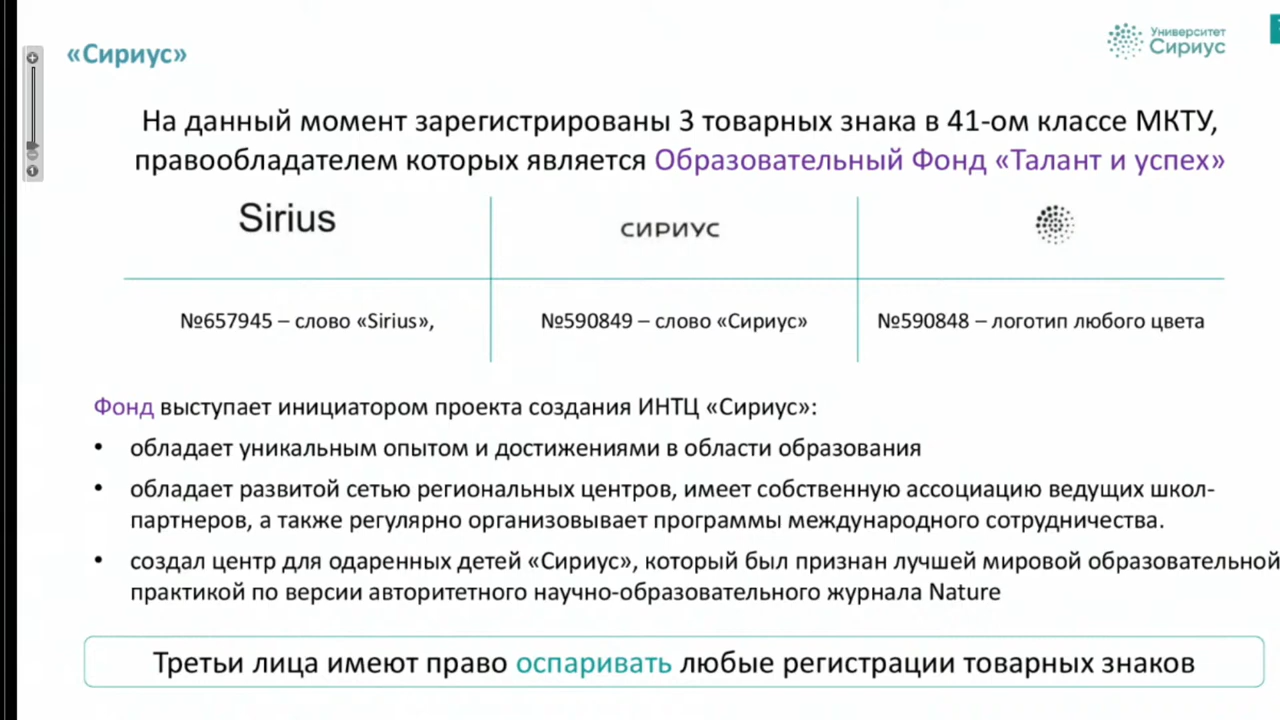 «Сириус»
Университет
Сириус
На данный момент зарегистрированы 3 товарных знака в 41-ом классе МКТУ,
правообладателем которых является Образовательный Фонд «Талант и успех»
Sirius
СИРИУС
№657945 – слово «Sirius»,
№590849 – слово «Сириус»
№590848 – логотип любого цвета
Фонд выступает инициатором проекта создания ИНТЦ «Сириус»:
• обладает уникальным опытом и достижениями в области образования
• обладает развитой сетью региональных центров, имеет собственную ассоциацию ведущих школ-
партнеров, а также регулярно организовывает программы международного сотрудничества.
• создал центр для одаренных детей «Сириус», который был признан лучшей мировой образовательной
практикой по версии авторитетного научно-образовательного журнала Nature
Третьи лица имеют право оспаривать любые регистрации товарных знаков